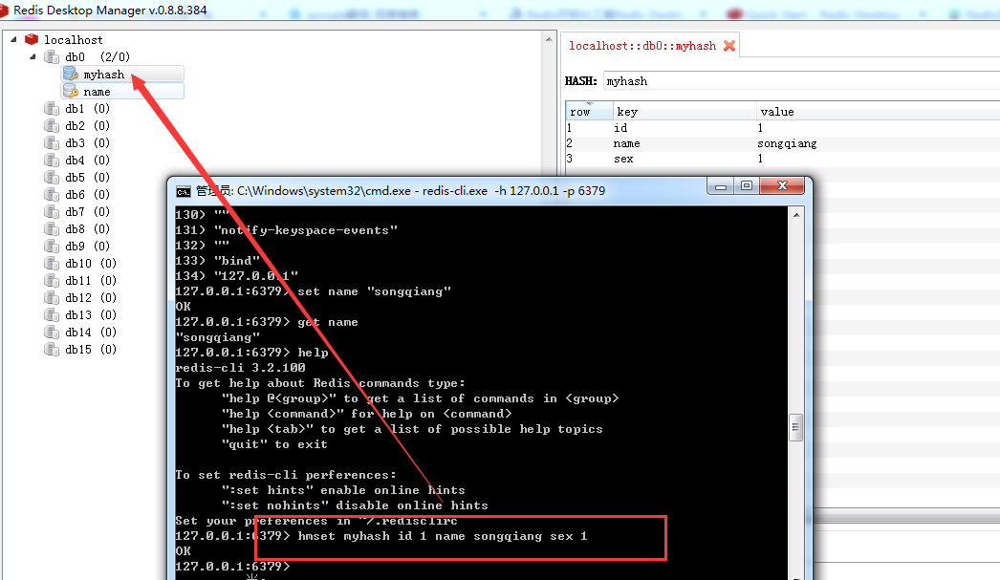 Redis Desktop Manager v.0.8.8.384
localhost
db0 (2/0)
myhash
name
db1 (0)
db2 (0)
db3 (0)
db4 (0)
db5 (0)
db6 (0)
db7 (0)
db8 (0)
db9 (0)
db10 (0)
db11 (0)
db12 (0)
db13 (0)
db14 (0)
db15 (0)
localhost::db0::myhash
HASH: myhash
row key value
1 id 1
2 name songqiang
3 sex 1
管理员: C:\Windows\system32\cmd.exe - redis-cli.exe -h 127.0.0.1 -p 6379
130) ""
131) "notify-keyspace-events"
132) ""
133) "bind"
134) "127.0.0.1"
127.0.0.1:6379> set name "songqiang"
OK
127.0.0.1:6379> get name
"songqiang"
127.0.0.1:6379> help
redis-cli 3.2.100
To get help about Redis commands type:
"help @<group>" to get a list of commands in <group>
"help <command>" for help on <command>
"help <tab>" to get a list of possible help topics
"quit" to exit
To set redis-cli perferences:
":set hints" enable online hints
":set nohints" disable online hints
Set your preferences in ~/.redisclirc
127.0.0.1:6379> hmset myhash id 1 name songqiang sex 1
OK
127.0.0.1:6379>